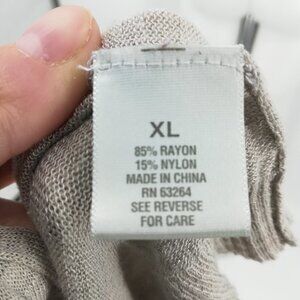 XL
85% RAYON
15% NYLON
MADE IN CHINA
RN 63264
SEE REVERSE
FOR CARE